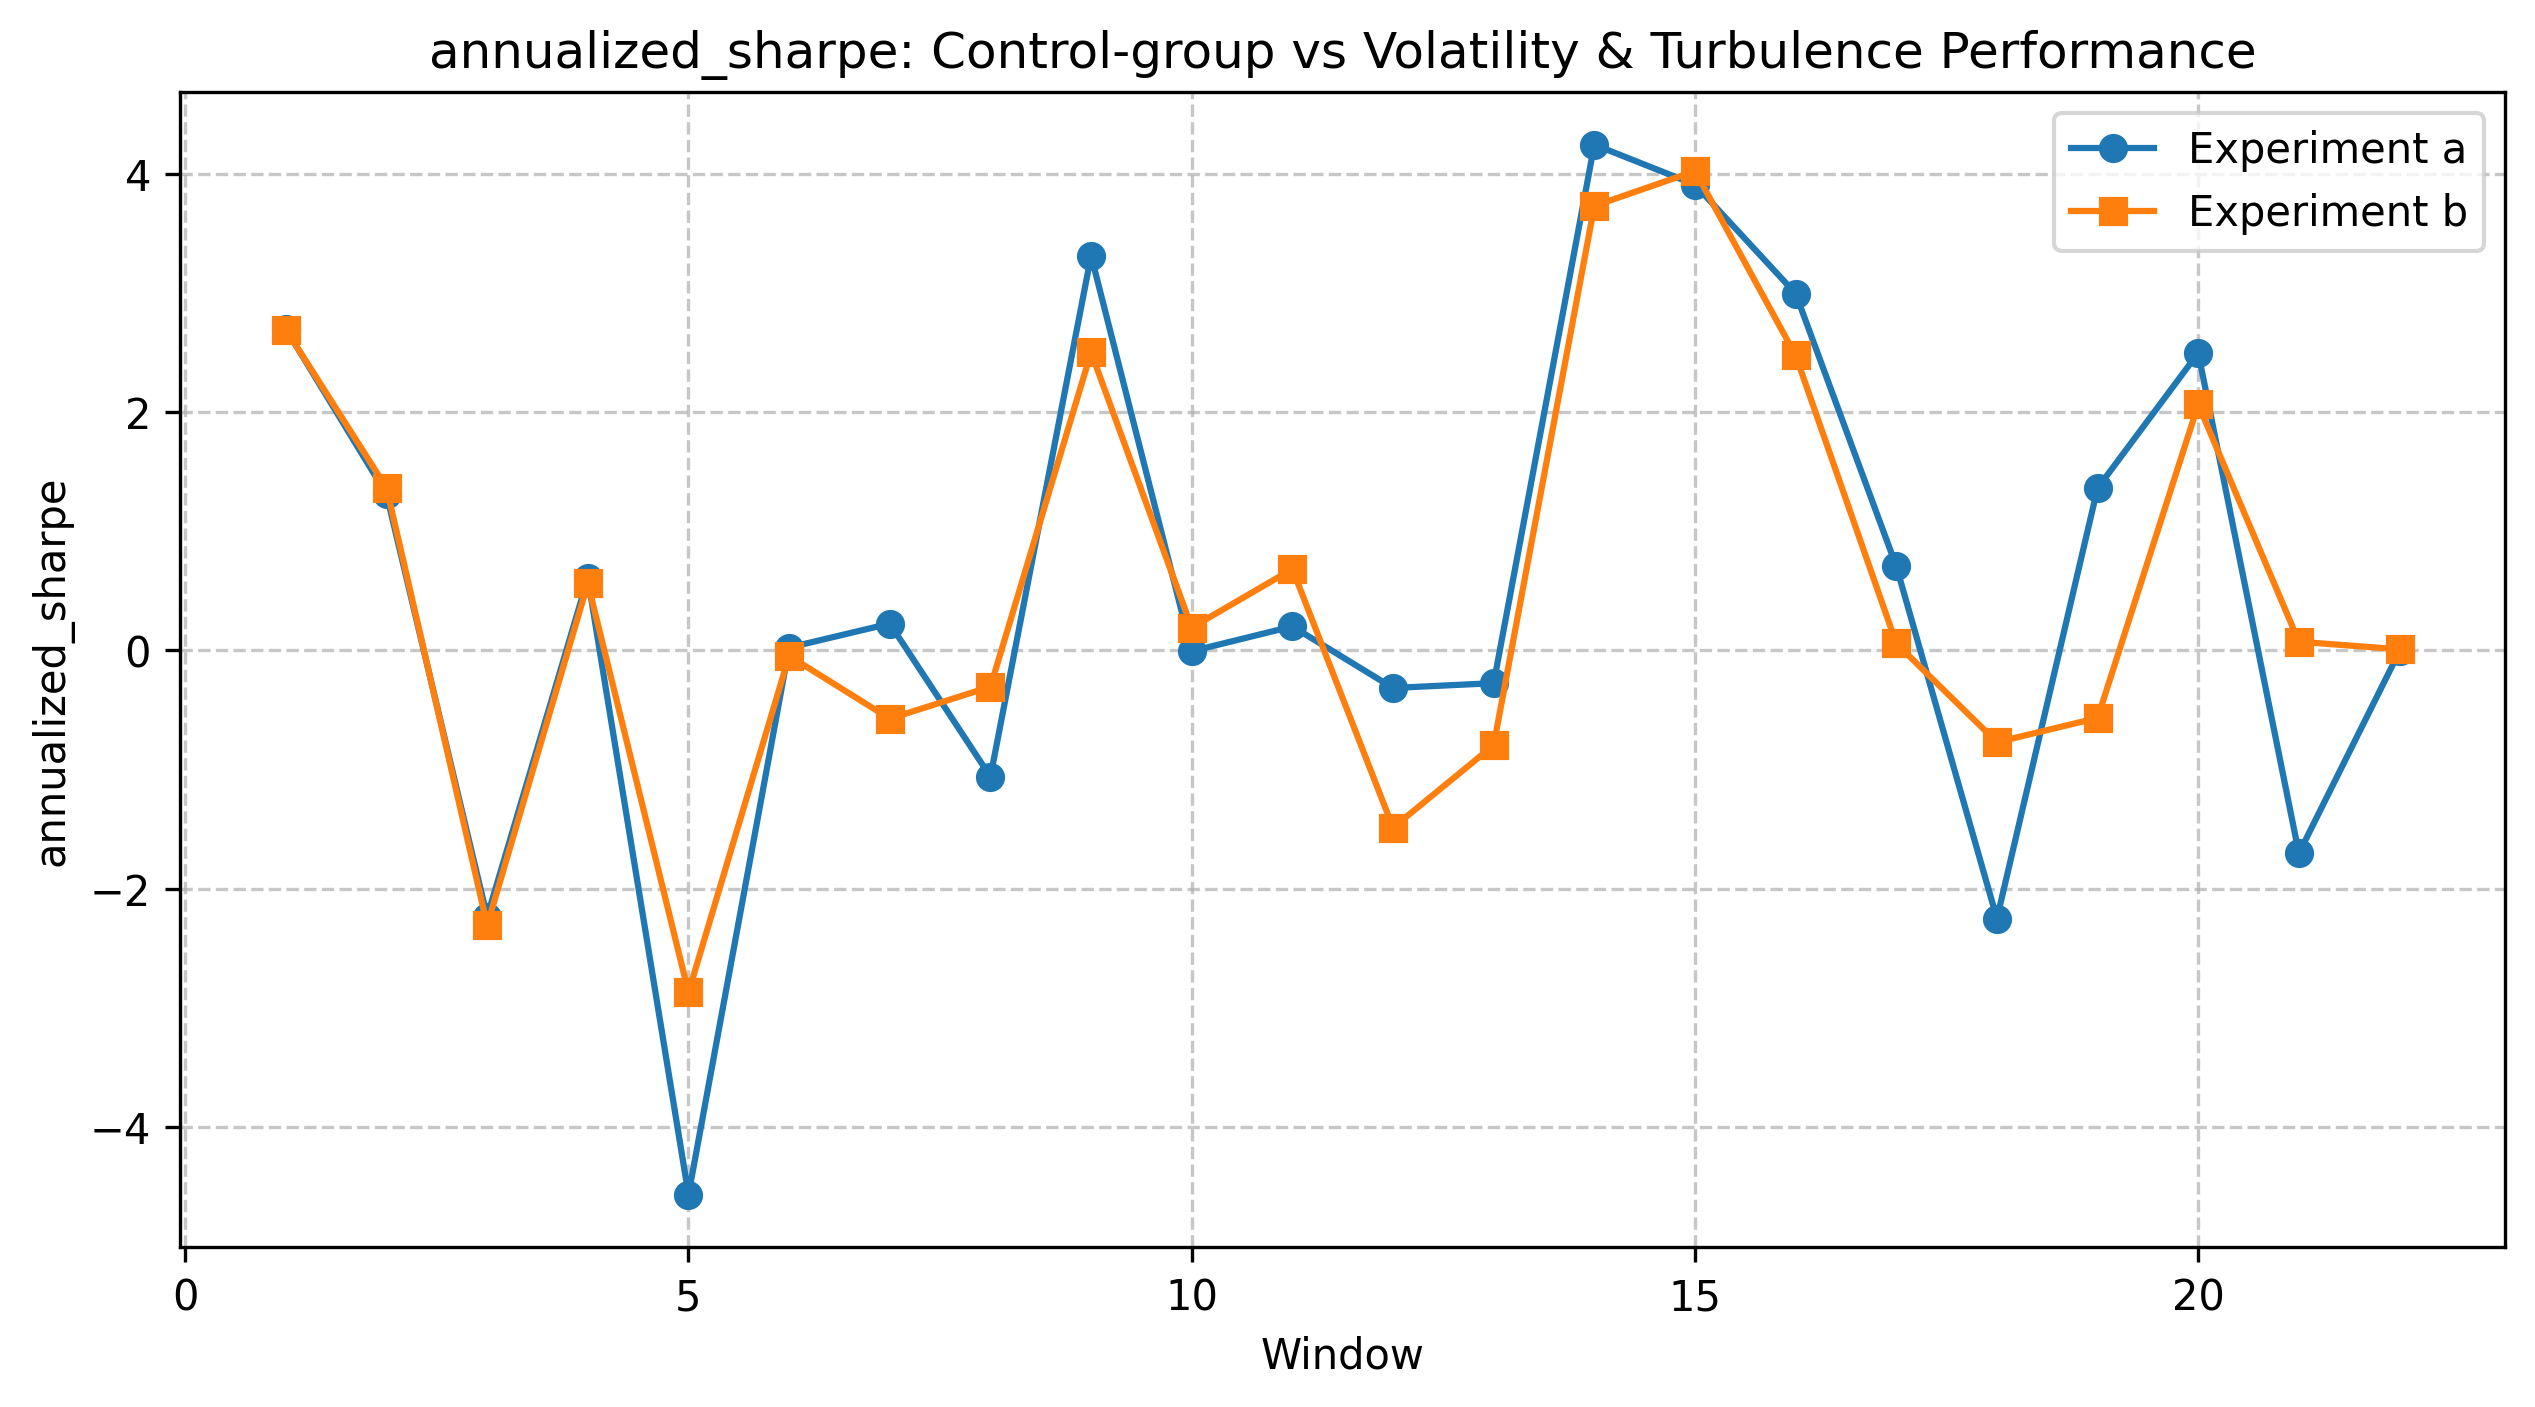 annualized_sharpe: Control-group vs Volatility & Turbulence Performance
Experiment a
Experiment b
annualized_sharpe
4
2
0
−2
−4
0
5
10
15
20
Window